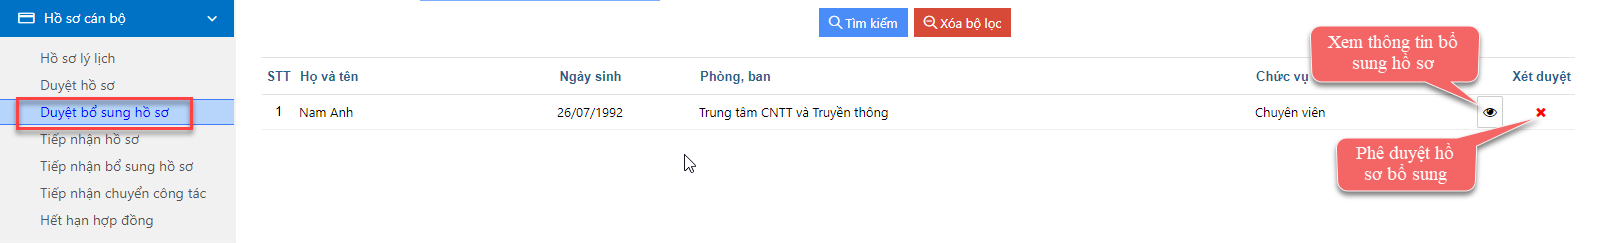 Hồ sơ cán bộ
Hồ sơ lý lịch
Duyệt hồ sơ
Duyệt bổ sung hồ sơ
Tiếp nhận hồ sơ
Tiếp nhận bổ sung hồ sơ
Tiếp nhận chuyển công tác
Hết hạn hợp đồng
Tìm kiếm Xóa bộ lọc
STT Họ và tên Ngày sinh Phòng, ban Chức vụ Xét duyệt
1 Nam Anh 26/07/1992 Trung tâm CNTT và Truyền thông Chuyên viên
Xem thông tin bổ
sung hồ sơ
Phê duyệt hồ
sơ bổ sung